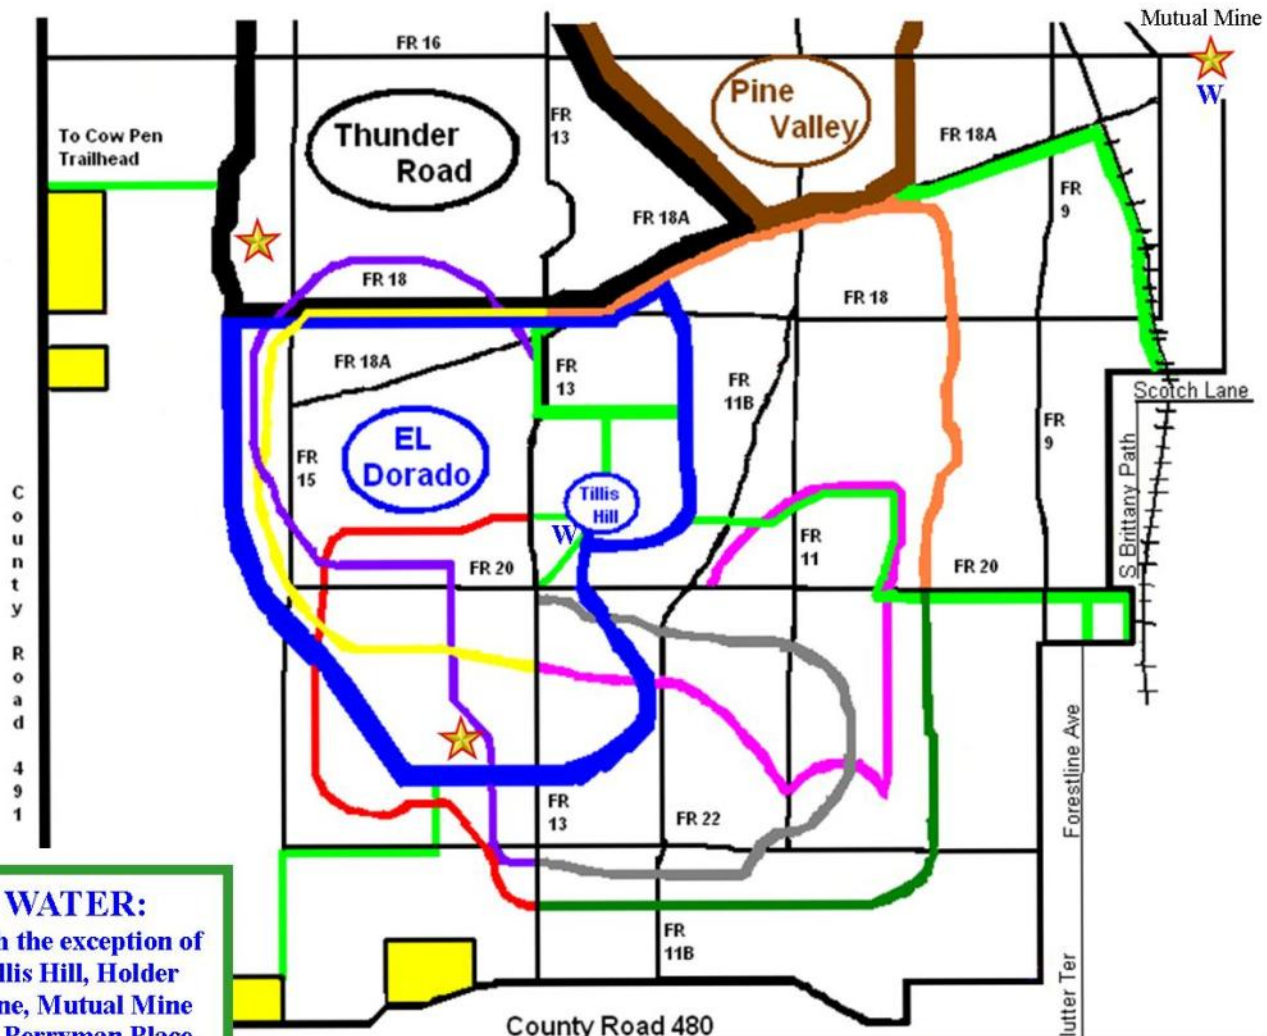 Mutual Mine
W
FR 16
Pine
Valley
FR
13
Thunder
Road
To Cow Pen
Trailhead
FR 18A
FR
9
FR 18A
FR 18
FR 18
FR 18A
FR
13
FR
11B
Scotch Lane
EL
Dorado
FR
15
FR
9
Tillis
Hill
W
S Brittany Path
FR
11
FR 20
FR 20
County Road 491
Forestline Ave
FR
13
FR 22
WATER:
the exception of
Hill, Holder
Mutual Mine
Berryman Place
FR
11B
Ter
County Road 480